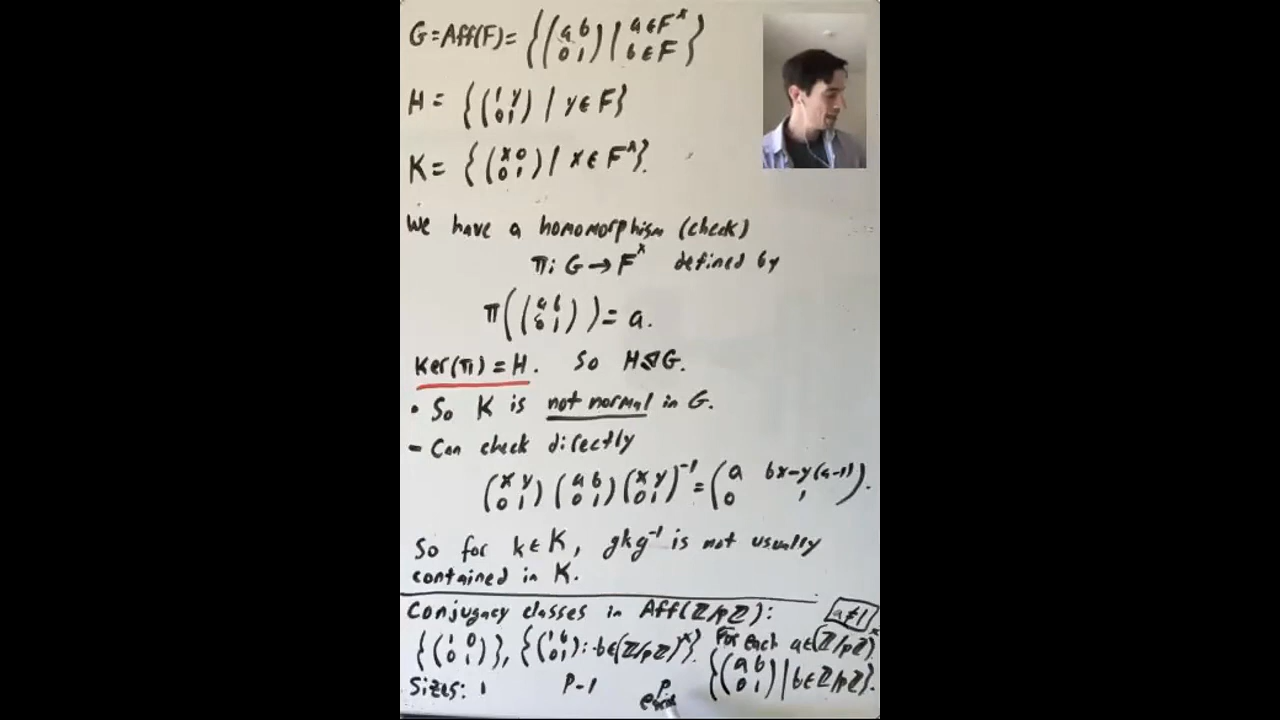 G = Aff(F) = { (a b; 0 1) | a ∈ F^x, b ∈ F }
H = { (1 y; 0 1) | y ∈ F }
K = { (x 0; 0 1) | x ∈ F^x }.
We have a homomorphism (check)
π: G → F^x defined by
π( (a b; 0 1) ) = a.
Ker(π) = H. So H ⊴ G.
• So K is not normal in G.
- Can check directly
(x y; 0 1) (a b; 0 1) (x y; 0 1)^-1 = (a bx-y(a-1); 0 1).
So for k ∈ K, gkg^-1 is not usually
contained in K.
Conjugacy classes in Aff(ℤ/pℤ): a≠1
{ (1 0; 0 1) }, { (1 b; 0 1) : b ∈ (ℤ/pℤ)^x }. For each a ∈ (ℤ/pℤ)^x
{ (a b; 0 1) | b ∈ ℤ/pℤ }.
Sizes: 1 P-1 P